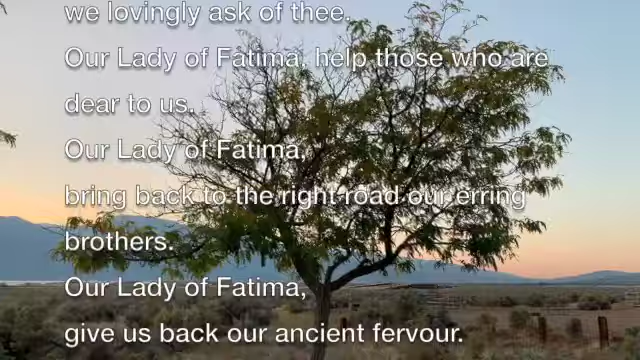 we lovingly ask of thee.
Our Lady of Fatima, help those who are
dear to us.
Our Lady of Fatima,
bring back to the right road our erring
brothers.
Our Lady of Fatima,
give us back our ancient fervour.